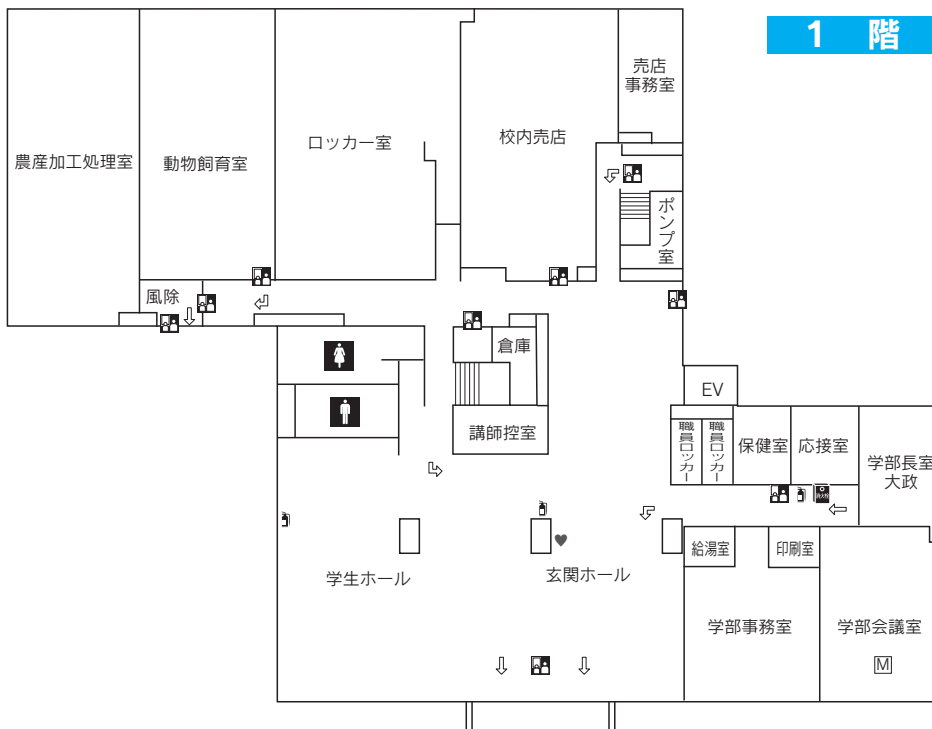 1 階
売店
事務室
農産加工処理室
動物飼育室
ロッカー室
校内売店
ポンプ室
風除
倉庫
EV
講師控室
職員ロッカー
職員ロッカー
保健室
応接室
学部長室
大政
消火栓
給湯室
印刷室
学生ホール
玄関ホール
学部事務室
学部会議室
M